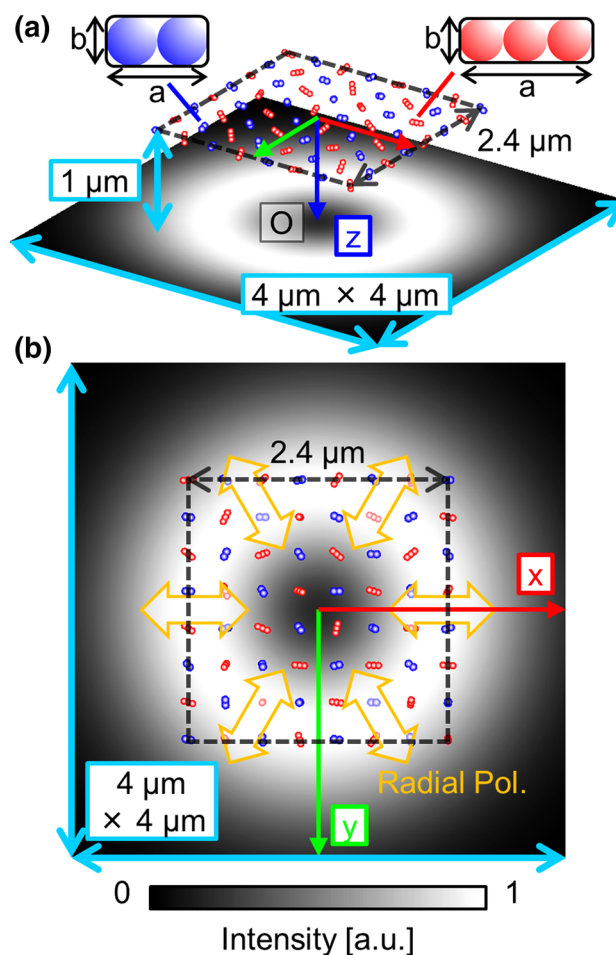 (a)
b
a
b
a
2.4 µm
1 µm
O
z
4 µm × 4 µm
(b)
2.4 µm
x
Radial Pol.
4 µm
× 4 µm
y
0
1
Intensity [a.u.]